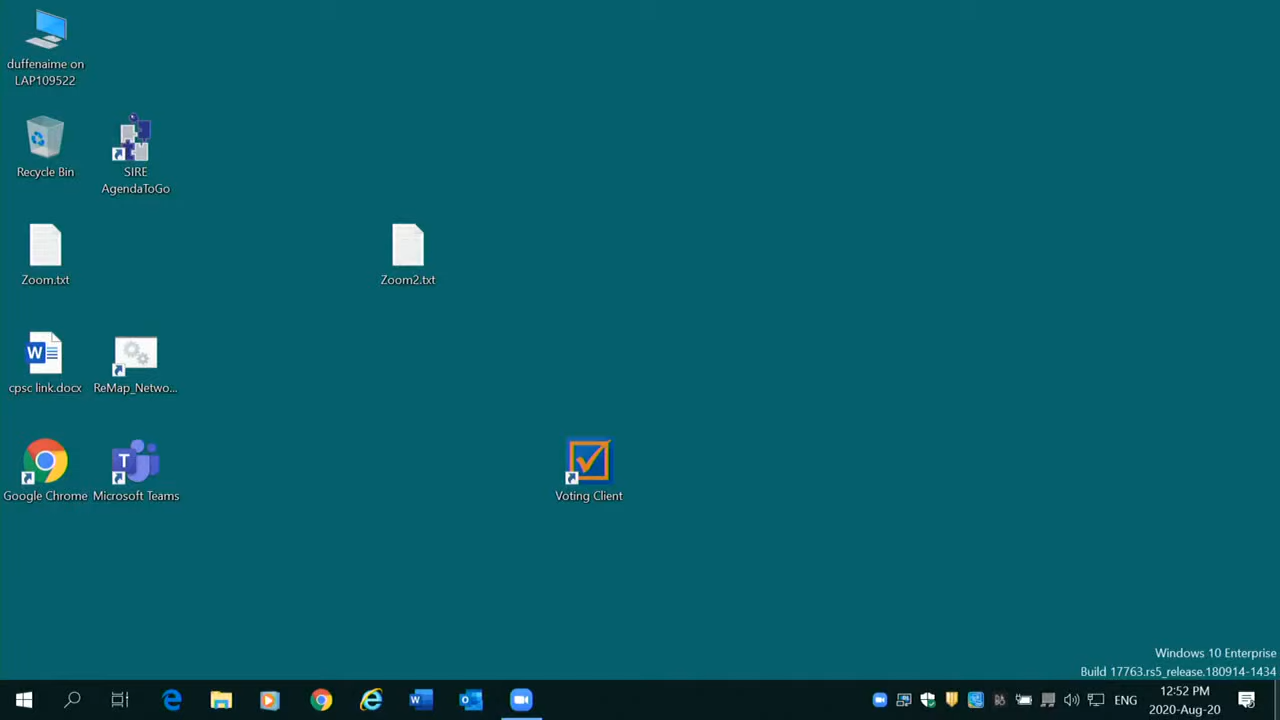 duffenaime on
LAP109522
Recycle Bin
SIRE
AgendaToGo
Zoom.txt
Zoom2.txt
cpsc link.docx
ReMap_Netwo...
Google Chrome
Microsoft Teams
Voting Client
Windows 10 Enterprise
Build 17763.rs5_release.180914-1434
ENG
12:52 PM
2020-Aug-20